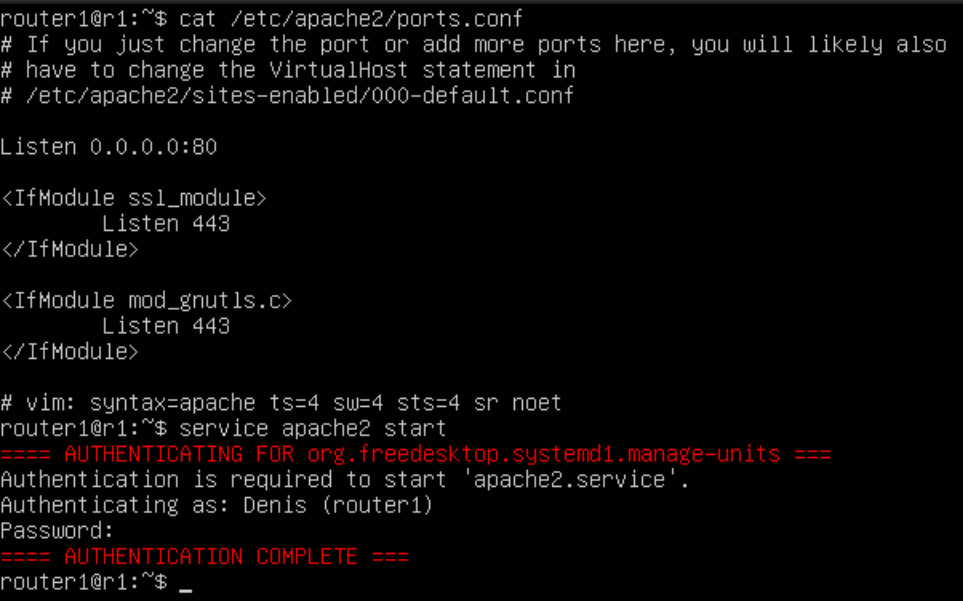 router1@r1:~$ cat /etc/apache2/ports.conf
# If you just change the port or add more ports here, you will likely also
# have to change the VirtualHost statement in
# /etc/apache2/sites-enabled/000-default.conf

Listen 0.0.0.0:80

<IfModule ssl_module>
        Listen 443
</IfModule>

<IfModule mod_gnutls.c>
        Listen 443
</IfModule>

# vim: syntax=apache ts=4 sw=4 sts=4 sr noet
router1@r1:~$ service apache2 start
==== AUTHENTICATING FOR org.freedesktop.systemd1.manage-units ===
Authentication is required to start 'apache2.service'.
Authenticating as: Denis (router1)
Password:
==== AUTHENTICATION COMPLETE ===
router1@r1:~$ _